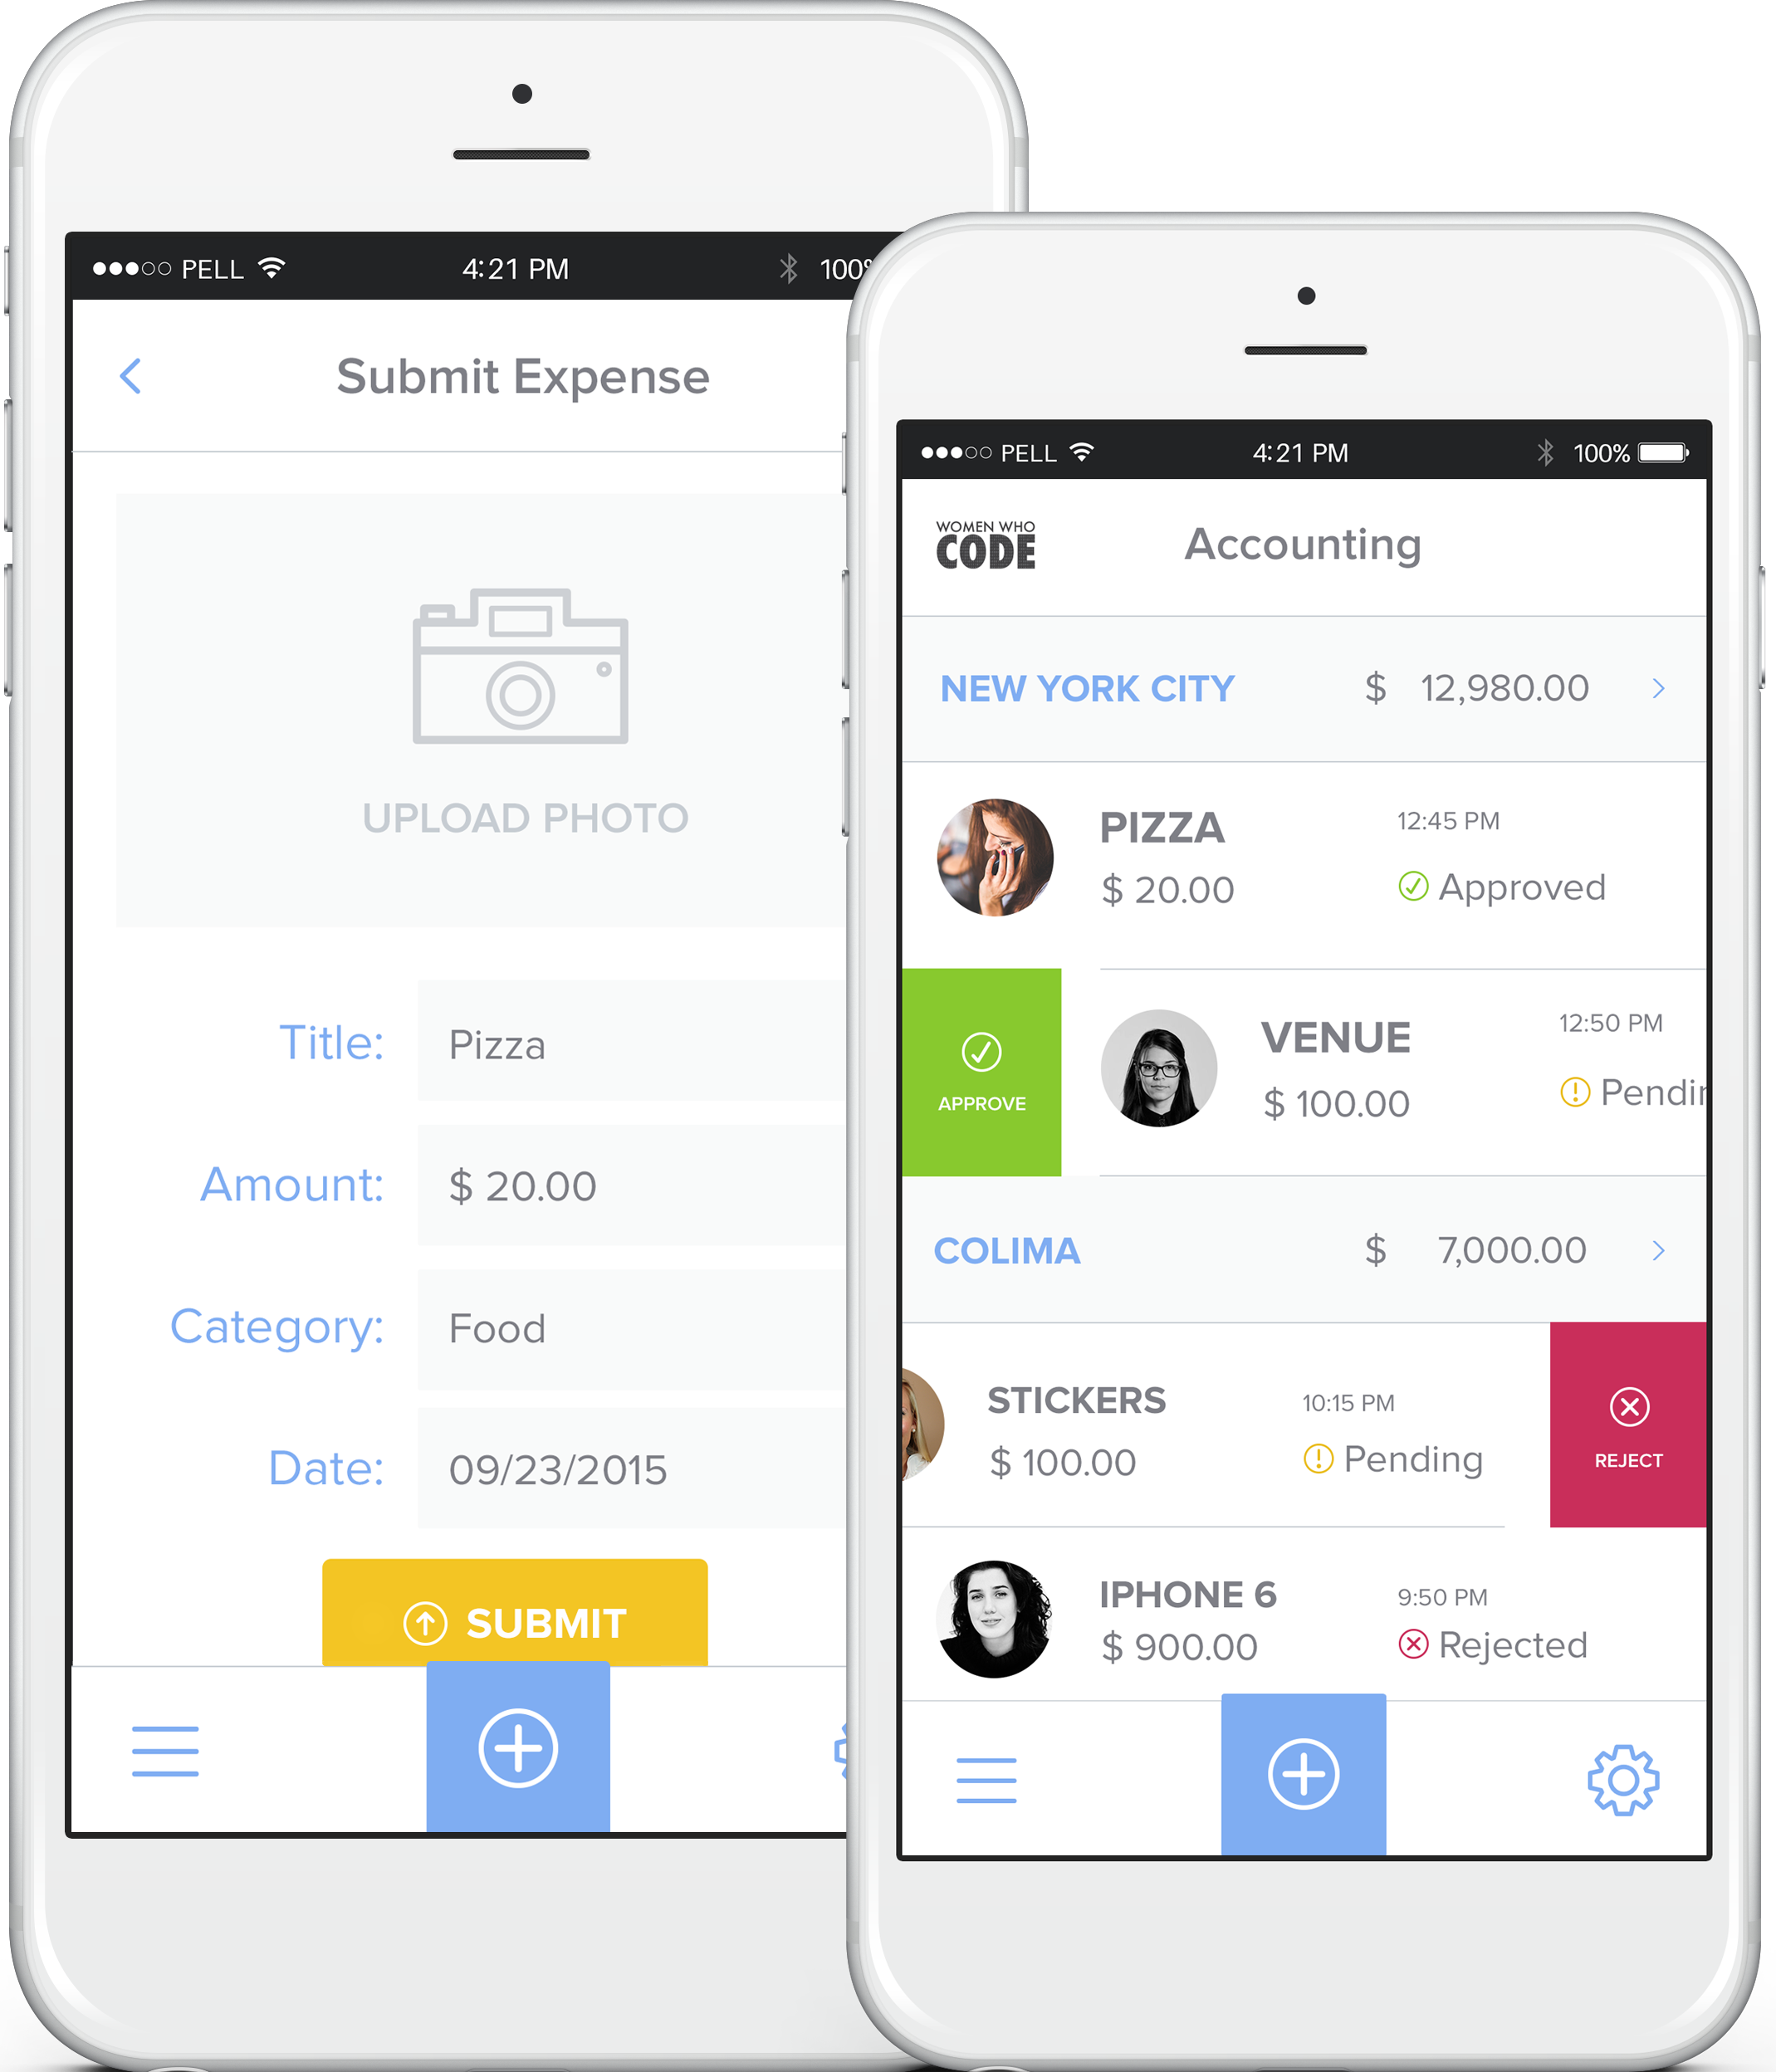 PELL 4:21 PM 100%
Submit Expense
UPLOAD PHOTO
Title: Pizza
Amount: $ 20.00
Category: Food
Date: 09/23/2015
SUBMIT
PELL 4:21 PM 100%
WOMEN WHO
CODE
Accounting
NEW YORK CITY $ 12,980.00
PIZZA 12:45 PM
$ 20.00 Approved
APPROVE
VENUE 12:50 PM
$ 100.00 Pendin
COLIMA $ 7,000.00
STICKERS 10:15 PM
$ 100.00 Pending
REJECT
IPHONE 6 9:50 PM
$ 900.00 Rejected